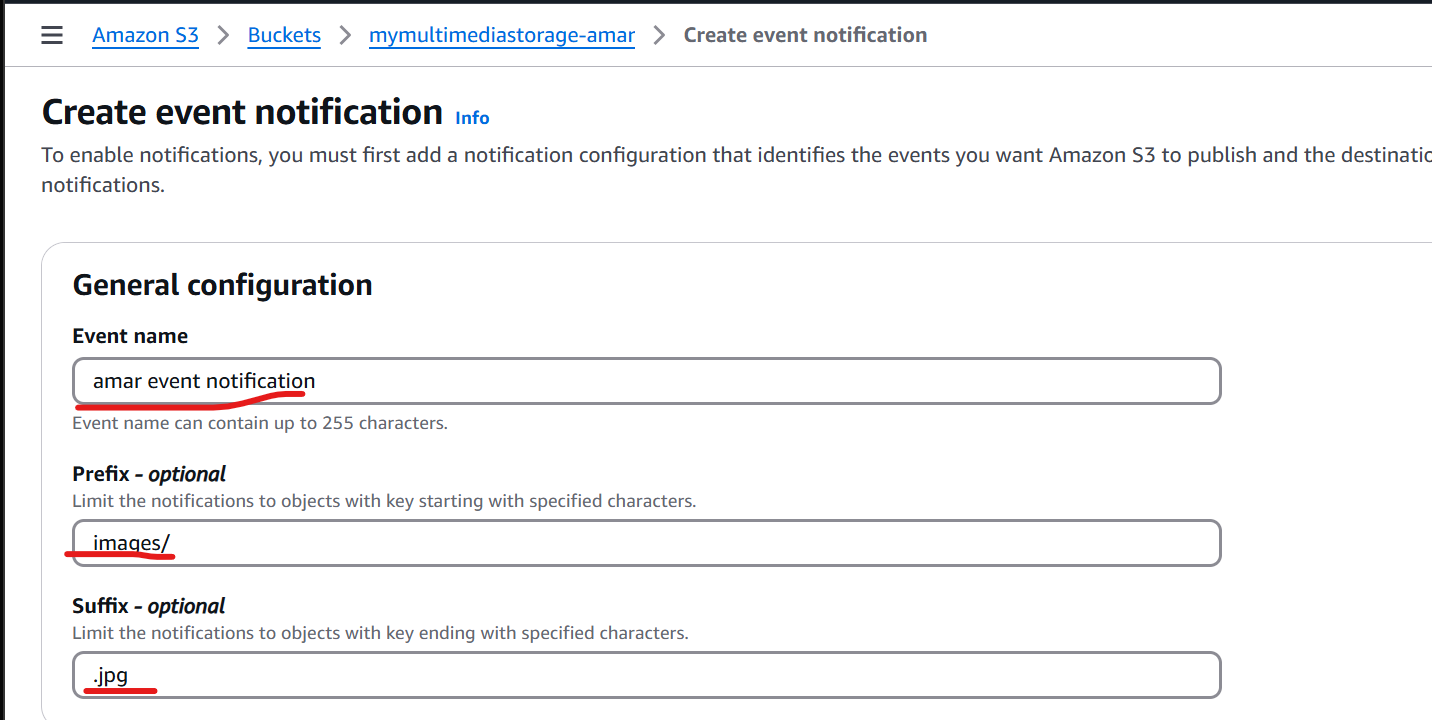 Amazon S3 > Buckets > mymultimediastorage-amar > Create event notification
Create event notification Info
To enable notifications, you must first add a notification configuration that identifies the events you want Amazon S3 to publish and the
notifications.
General configuration
Event name
amar event notification
Event name can contain up to 255 characters.
Prefix - optional
Limit the notifications to objects with key starting with specified characters.
images/
Suffix - optional
Limit the notifications to objects with key ending with specified characters.
.jpg